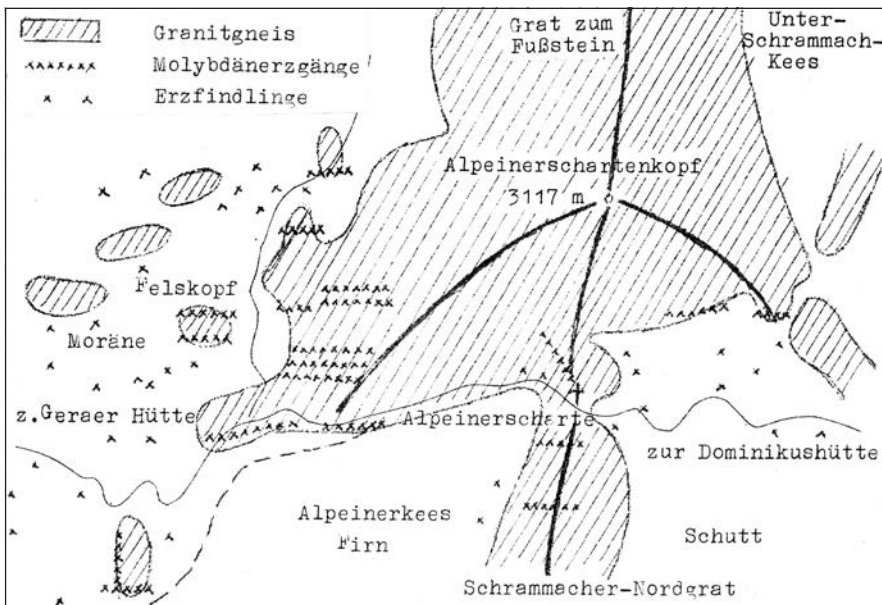 Granitgneis
Molybdänerzgänge
Erzfindlinge
Grat zum
Fußstein
Unter-
Schrammach-
Kees
Alpeinerschartenkopf
3117 m
Felskopf
Moräne
z.Geraer Hütte
Alpeinerscharte
zur Dominikushütte
Alpeinerkees
Firn
Schutt
Schrammacher-Nordgrat